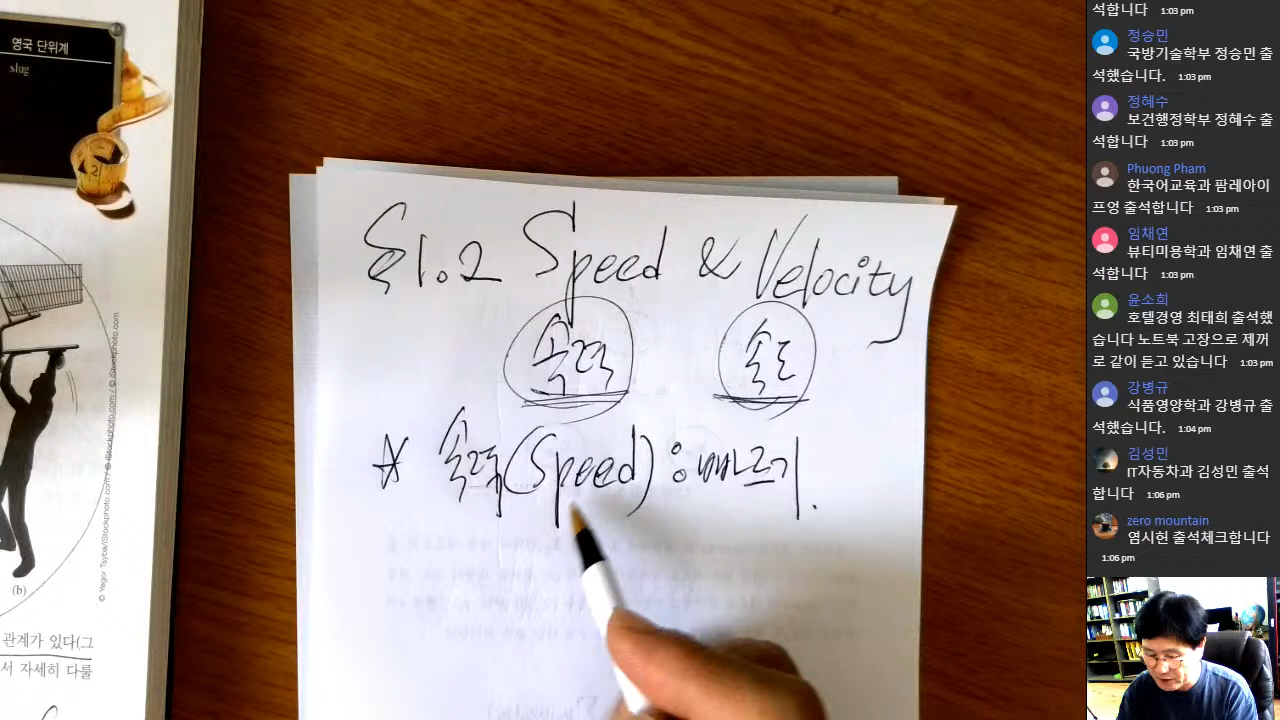 영국 단위계
slug
2
(b)
© Yagor Tsyba/iStockphoto.com / © iStockphoto.com / © iStockphoto.com
관계가 있다(그
서 자세히 다룰
§1.2 Speed & Velocity
속력 속도
☆ 속력(Speed) : 빠르기.
석합니다 1:03 pm
정승민
국방기술학부 정승민 출
석했습니다. 1:03 pm
정혜수
보건행정학부 정혜수 출
석합니다 1:03 pm
Phuong Pham
한국어교육과 팜레아이
프엉 출석합니다 1:03 pm
임채연
뷰티미용학과 임채연 출
석합니다 1:03 pm
윤소희
호텔경영 최태희 출석했
습니다 노트북 고장으로 제꺼
로 같이 듣고 있습니다 1:03 pm
강병규
식품영양학과 강병규 출
석했습니다. 1:04 pm
김성민
IT자동차과 김성민 출석
합니다 1:06 pm
zero mountain
염시헌 출석체크합니다
1:06 pm